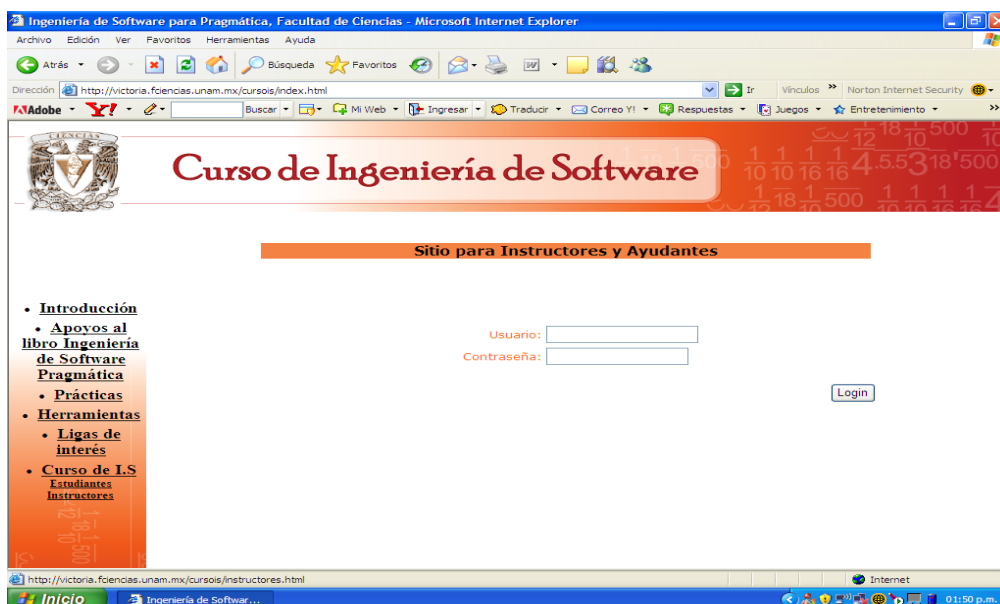 Ingeniería de Software para Pragmática, Facultad de Ciencias - Microsoft Internet Explorer
Archivo Edición Ver Favoritos Herramientas Ayuda
Atrás Búsqueda Favoritos
Dirección http://victoria.fciencias.unam.mx/cursois/index.html Ir Vínculos » Norton Internet Security
Adobe Y! Buscar Mi Web Ingresar Traducir Correo Y! Respuestas Juegos Entretenimiento »
CIENCIAS
Curso de Ingeniería de Software
Sitio para Instructores y Ayudantes
• Introducción
• Apoyos al
libro Ingeniería
de Software
Pragmática
• Prácticas
• Herramientas
• Ligas de
interés
• Curso de I.S
Estudiantes
Instructores
Usuario:
Contraseña:
Login
http://victoria.fciencias.unam.mx/cursois/instructores.html Internet
Inicio Ingeniería de Softwar... 01:50 p.m.